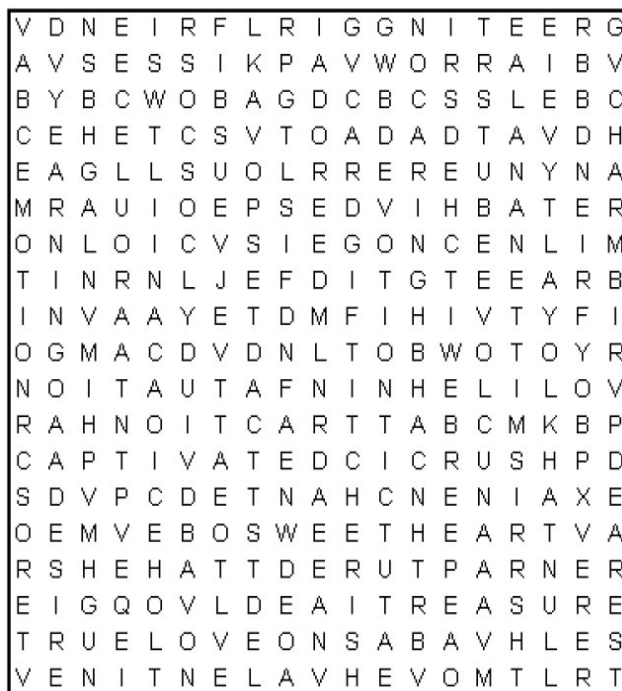 V D N E I R F L R I G G N I T E E R G
A V S E S S I K P A V W O R R A I B V
B Y B C W O B A G D C B C S S L E B C
C E H E T C S V T O A D A D T A V D H
E A G L L S U O L R R E R E U N Y N A
M R A U I O E P S E D V I H B A T E R
O N L O I C V S I E G O N C E N L I M
T I N R N L J E F D I T G T E E A R B
I N V A A Y E T D M F I H I V T Y F I
O G M A C D V D N L T O B W O T O Y R
N O I T A U T A F N I N H E L I L O V
R A H N O I T C A R T T A B C M K B P
C A P T I V A T E D C I C R U S H P D
S D V P C D E T N A H C N E N I A X E
O E M V E B O S W E E T H E A R T V A
R S H E H A T T D E R U T P A R N E R
E I G Q O V L D E A I T R E A S U R E
T R U E L O V E O N S A B A V H L E S
V E N I T N E L A V H E V O M T L R T